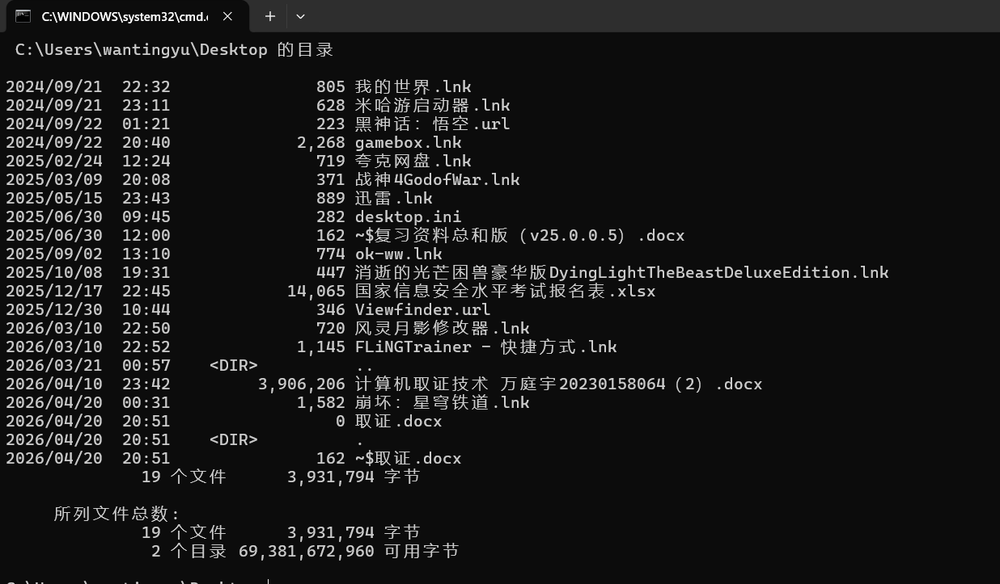 C:\WINDOWS\system32\cmd.e
C:\Users\wantingyu\Desktop 的目录
2024/09/21  22:32               805 我的世界.lnk
2024/09/21  23:11               628 米哈游启动器.lnk
2024/09/22  01:21               223 黑神话：悟空.url
2024/09/22  20:40             2,268 gamebox.lnk
2025/02/24  12:24               719 夸克网盘.lnk
2025/03/09  20:08               371 战神4GodofWar.lnk
2025/05/15  23:43               889 迅雷.lnk
2025/06/30  09:45               282 desktop.ini
2025/06/30  12:00               162 ~$复习资料总和版（v25.0.0.5）.docx
2025/09/02  13:10               774 ok-ww.lnk
2025/10/08  19:31               447 消逝的光芒困兽豪华版DyingLightTheBeastDeluxeEdition.lnk
2025/12/17  22:45            14,065 国家信息安全水平考试报名表.xlsx
2025/12/30  10:44               346 Viewfinder.url
2026/03/10  22:50               720 风灵月影修改器.lnk
2026/03/10  22:52             1,145 FLiNGTrainer - 快捷方式.lnk
2026/03/21  00:57    <DIR>          ..
2026/04/10  23:42         3,906,206 计算机取证技术 万庭宇20230158064（2）.docx
2026/04/20  00:31             1,582 崩坏：星穹铁道.lnk
2026/04/20  20:51                 0 取证.docx
2026/04/20  20:51    <DIR>          .
2026/04/20  20:51               162 ~$取证.docx
19 个文件      3,931,794 字节
所列文件总数:
19 个文件      3,931,794 字节
2 个目录 69,381,672,960 可用字节